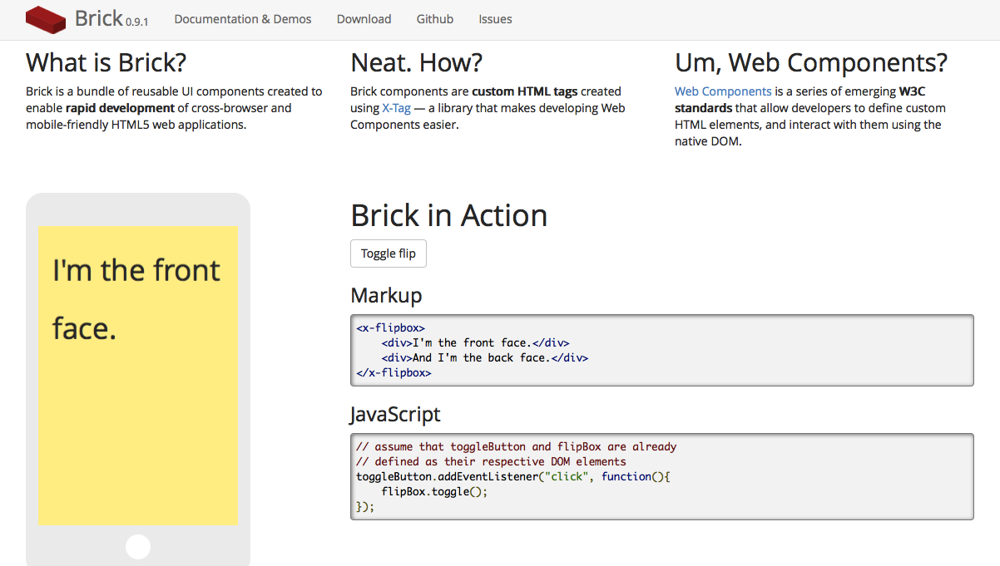 Brick 0.9.1 Documentation & Demos Download Github Issues
What is Brick?
Brick is a bundle of reusable UI components created to
enable rapid development of cross-browser and
mobile-friendly HTML5 web applications.
Neat. How?
Brick components are custom HTML tags created
using X-Tag — a library that makes developing Web
Components easier.
Um, Web Components?
Web Components is a series of emerging W3C
standards that allow developers to define custom
HTML elements, and interact with them using the
native DOM.
I'm the front
face.
Brick in Action
Toggle flip
Markup
<x-flipbox>
    <div>I'm the front face.</div>
    <div>And I'm the back face.</div>
</x-flipbox>
JavaScript
// assume that toggleButton and flipBox are already
// defined as their respective DOM elements
toggleButton.addEventListener("click", function(){
    flipBox.toggle();
});